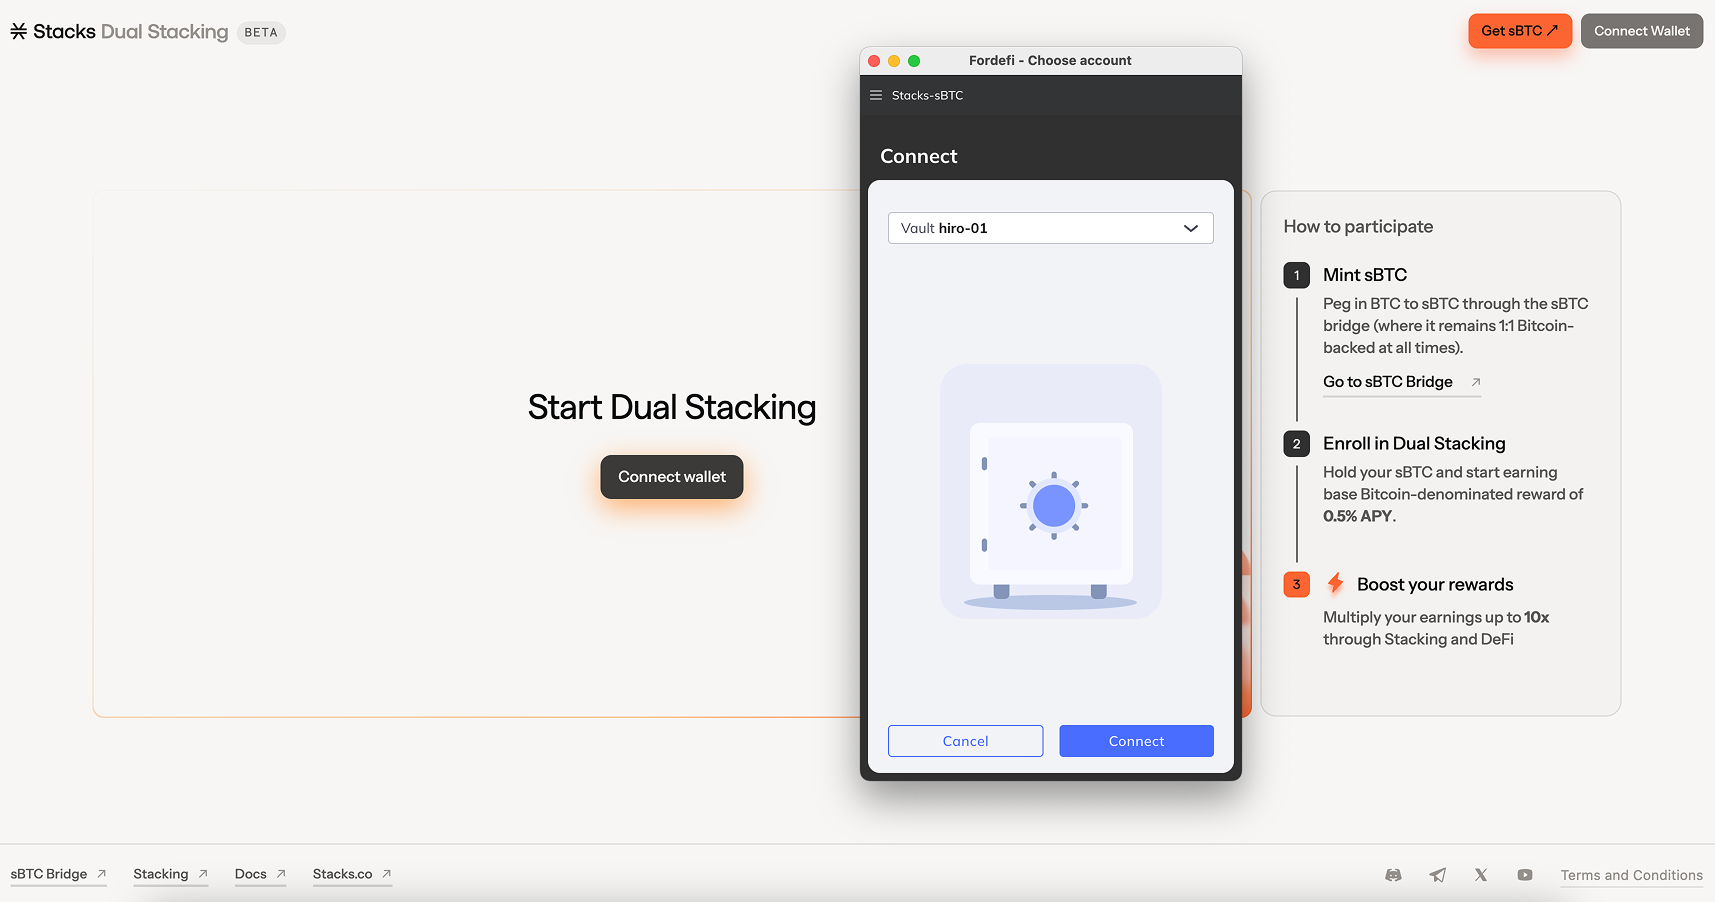 Stacks Dual Stacking BETA
Get sBTC ↗
Connect Wallet
Fordefi - Choose account
Stacks-sBTC
Connect
Vault hiro-01
Cancel
Connect
Start Dual Stacking
Connect wallet
How to participate
1 Mint sBTC
Peg in BTC to sBTC through the sBTC
bridge (where it remains 1:1 Bitcoin-
backed at all times).
Go to sBTC Bridge ↗
2 Enroll in Dual Stacking
Hold your sBTC and start earning
base Bitcoin-denominated reward of
0.5% APY.
3 Boost your rewards
Multiply your earnings up to 10x
through Stacking and DeFi
sBTC Bridge ↗ Stacking ↗ Docs ↗ Stacks.co ↗
Terms and Conditions